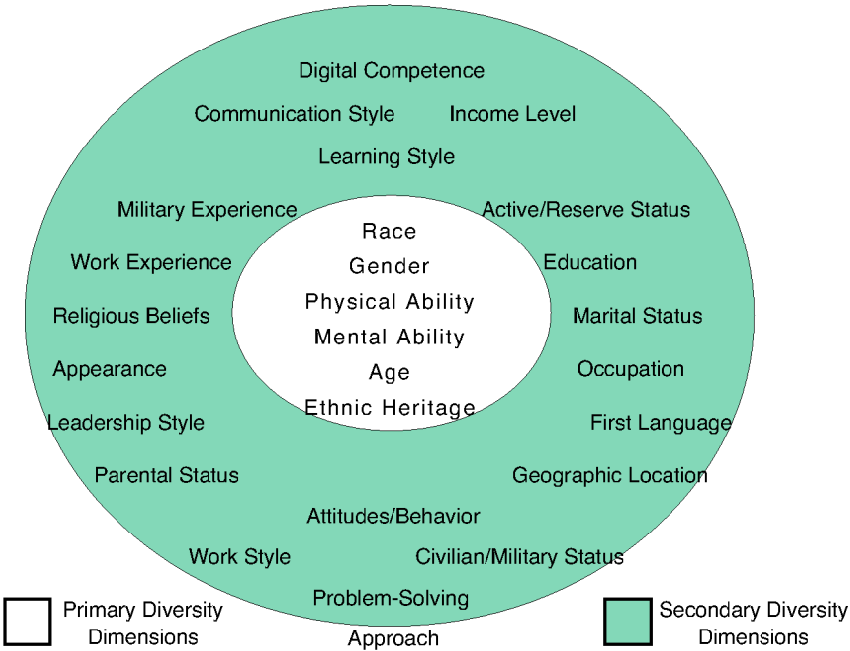 Digital Competence
Communication Style Income Level
Learning Style
Military Experience Active/Reserve Status
Race
Gender
Work Experience Education
Physical Ability
Religious Beliefs Marital Status
Mental Ability
Appearance Age Occupation
Ethnic Heritage
Leadership Style First Language
Parental Status Geographic Location
Attitudes/Behavior
Work Style Civilian/Military Status
Problem-Solving
Approach
Primary Diversity
Dimensions
Secondary Diversity
Dimensions